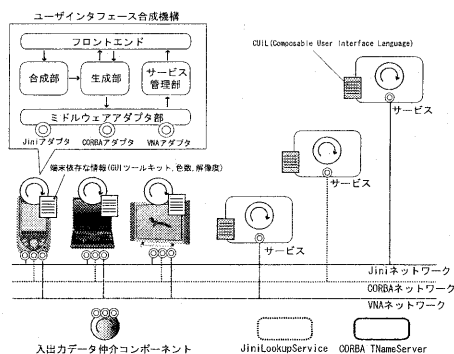 ユーザインタフェース合成機構
フロントエンド
合成部
生成部
サービス
管理部
ミドルウェアアダプタ部
Jiniアダプタ
CORBAアダプタ
VNAアダプタ
端末依存な情報(GUIツールキット,色数,解像度)
CUIL(Composable User Interface Language)
サービス
サービス
サービス
Jiniネットワーク
CORBAネットワーク
VNAネットワーク
入出力データ仲介コンポーネント
JiniLookupService
CORBA TNameServer